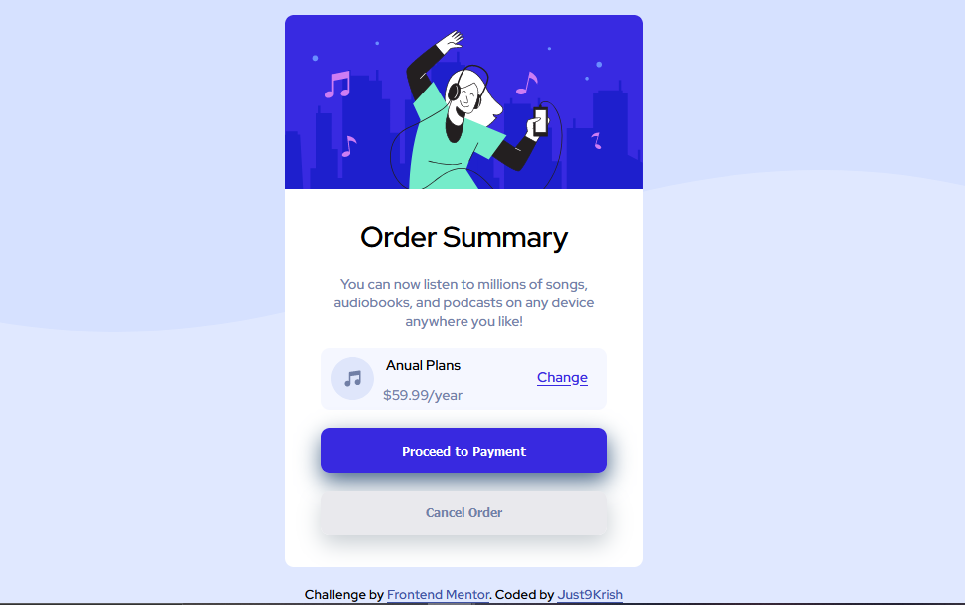 Order Summary
You can now listen to millions of songs,
audiobooks, and podcasts on any device
anywhere you like!
Anual Plans
$59.99/year
Change
Proceed to Payment
Cancel Order
Challenge by Frontend Mentor. Coded by Just9Krish